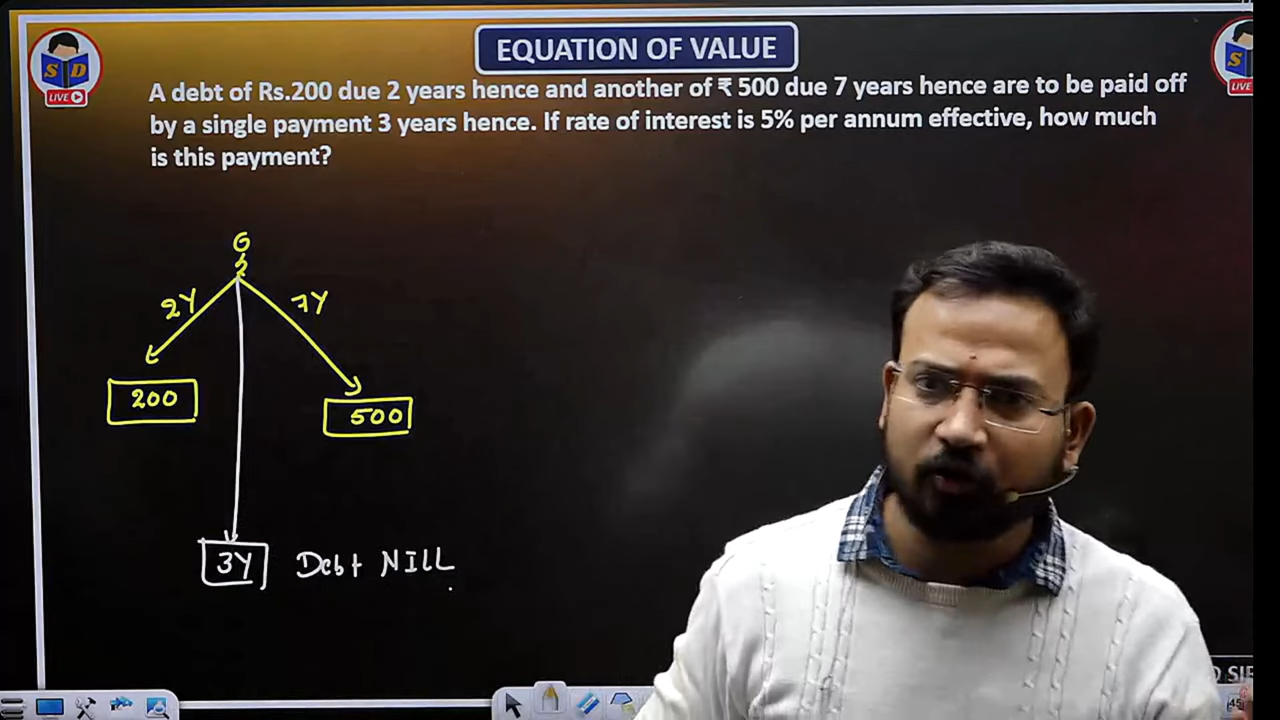 EQUATION OF VALUE
S D
LIVE
S
LIVE
A debt of Rs.200 due 2 years hence and another of ₹ 500 due 7 years hence are to be paid off
by a single payment 3 years hence. If rate of interest is 5% per annum effective, how much
is this payment?
2Y
7Y
200
500
3Y Debt NILL